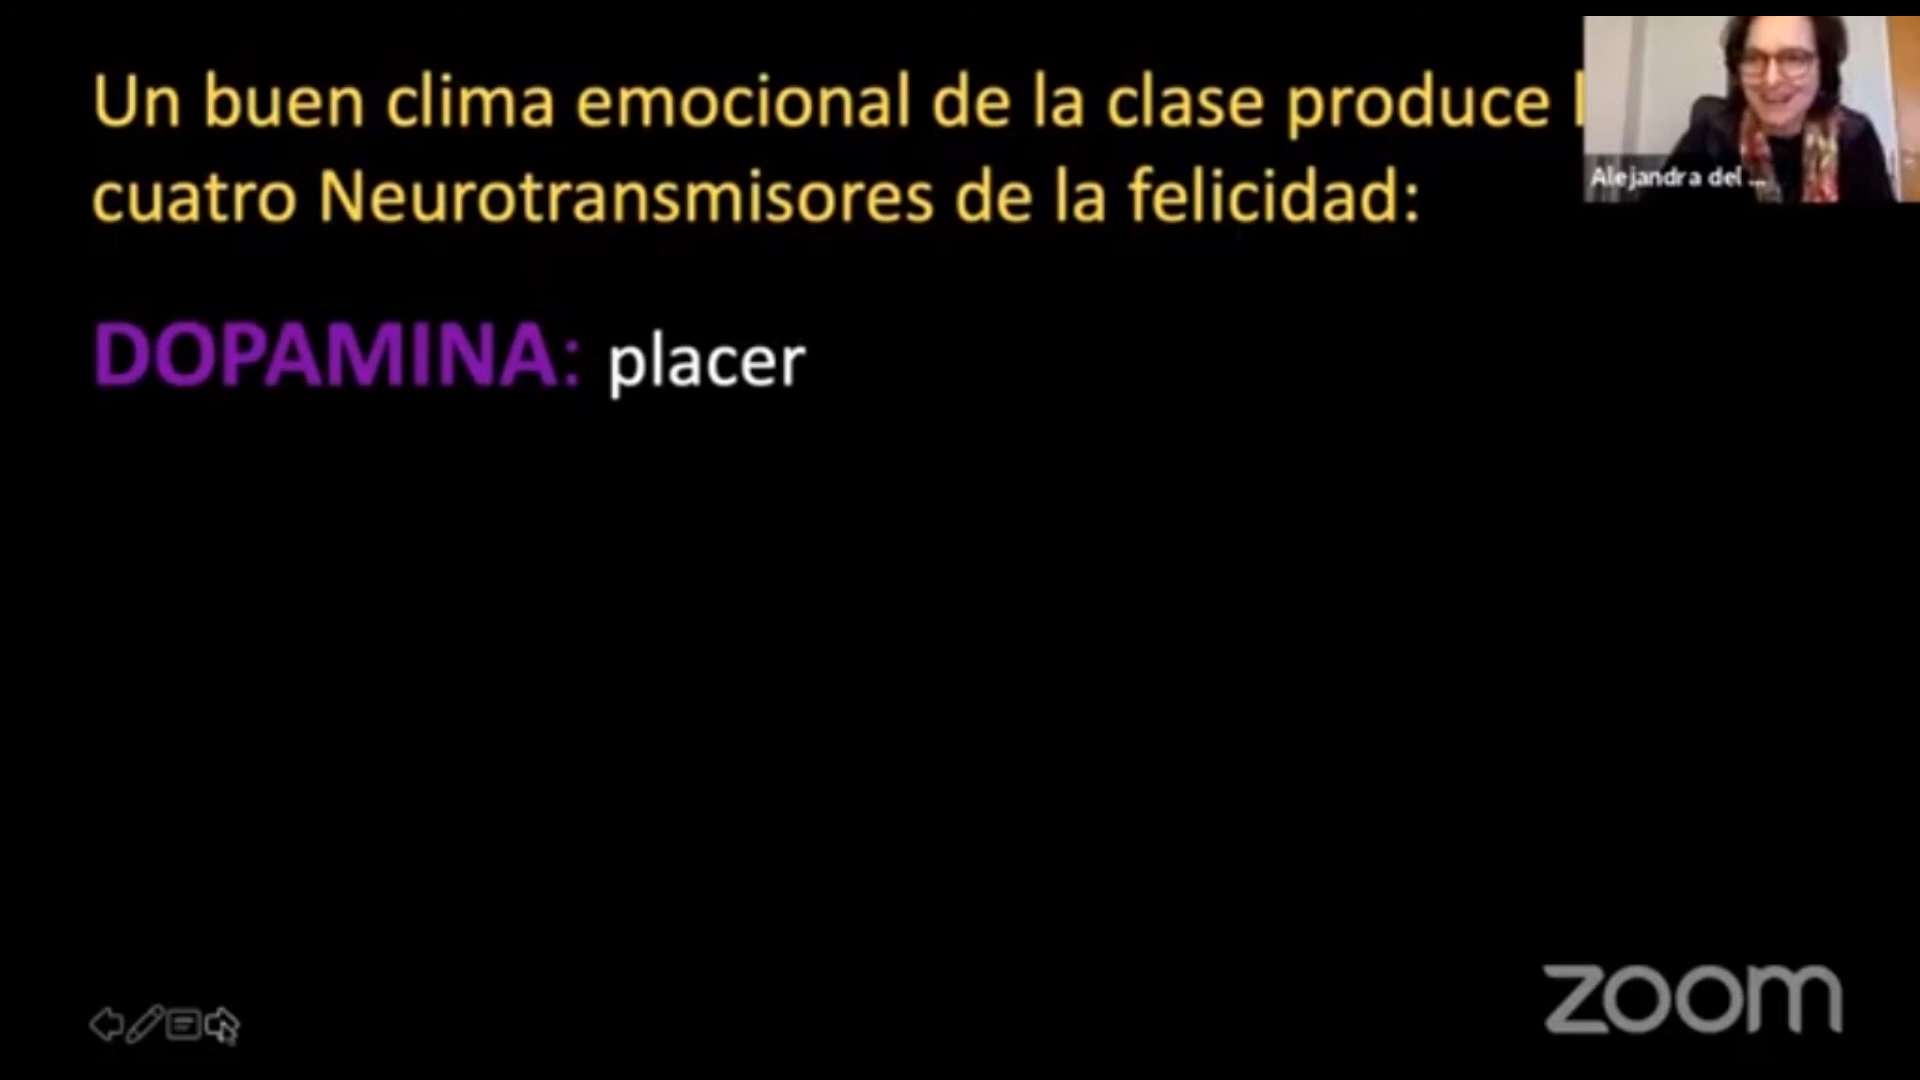 Un buen clima emocional de la clase produce
cuatro Neurotransmisores de la felicidad:
DOPAMINA: placer
Alejandra del ...
zoom